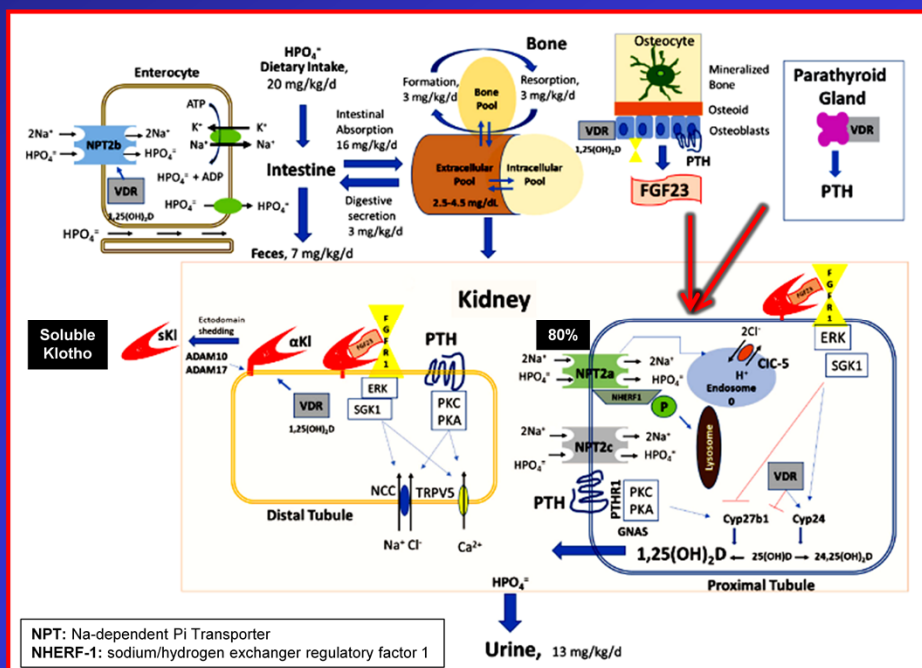 Enterocyte
ATP
K⁺
K⁺
Na⁺
Na⁺
2Na⁺
2Na⁺
NPT2b
HPO₄⁼
HPO₄⁼
HPO₄⁼ + ADP
VDR
1,25(OH)₂D
HPO₄⁼
HPO₄⁼
HPO₄⁼
HPO₄⁼
Dietary Intake,
20 mg/kg/d
Intestinal
Absorption
16 mg/kg/d
Intestine
Digestive
secretion
3 mg/kg/d
Feces, 7 mg/kg/d
Bone
Formation,
3 mg/kg/d
Resorption,
3 mg/kg/d
Bone
Pool
Extracellular
Pool
Intracellular
Pool
2.5-4.5 mg/dL
Osteocyte
Mineralized
Bone
Osteoid
Osteoblasts
VDR
1,25(OH)₂D
PTH
FGF23
Parathyroid
Gland
VDR
PTH
Kidney
Soluble
Klotho
sKl
Ectodomain
shedding
ADAM10
ADAM17
αKl
FGF23
FGFR1
ERK
SGK1
PTH
PKC
PKA
VDR
1,25(OH)₂D
NCC
TRPV5
Distal Tubule
Na⁺ Cl⁻
Ca²⁺
80%
2Na⁺
2Na⁺
NPT2a
HPO₄⁼
HPO₄⁼
NHERF1
P
2Cl⁻
ClC-5
H⁺
Endosome
0
Lysosome
FGF23
FGFR1
ERK
SGK1
2Na⁺
2Na⁺
NPT2c
HPO₄⁼
HPO₄⁼
PTH
PTHR1
PKC
PKA
GNAS
VDR
Cyp27b1
Cyp24
1,25(OH)₂D
25(OH)D
24,25(OH)₂D
Proximal Tubule
HPO₄⁼
Urine, 13 mg/kg/d
NPT: Na-dependent Pi Transporter
NHERF-1: sodium/hydrogen exchanger regulatory factor 1